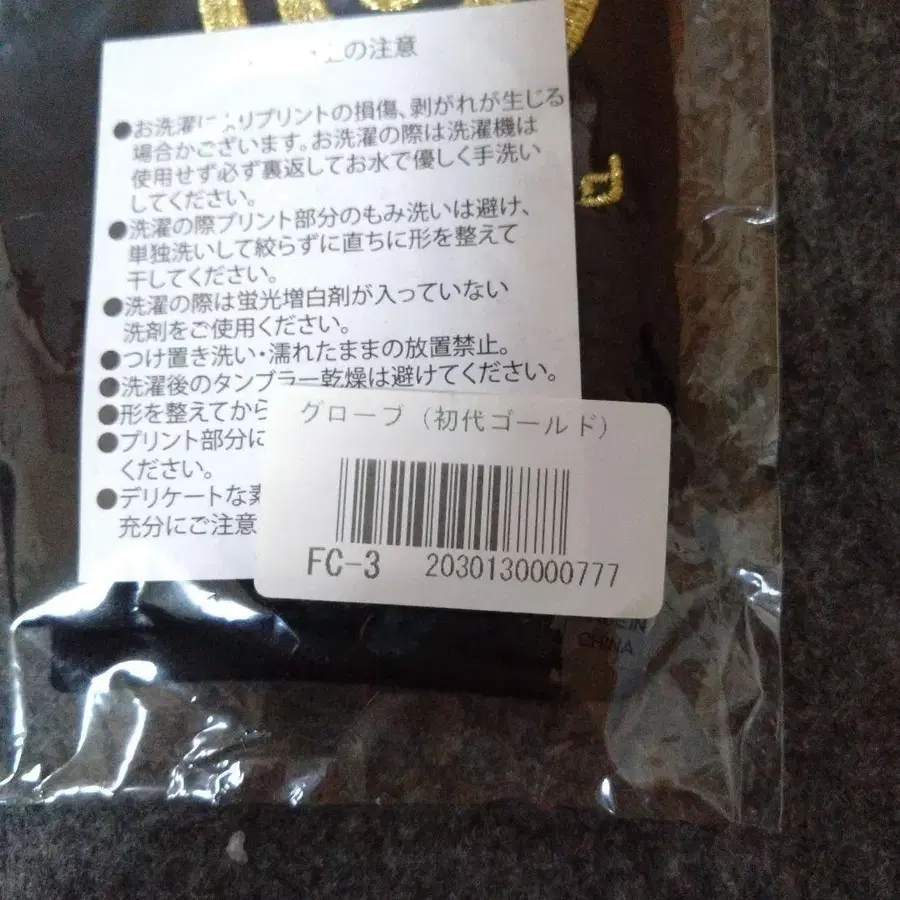 の注意
●お洗濯によりプリントの損傷、剥がれが生じる
場合かございます。お洗濯の際は洗濯機は
使用せず必ず裏返してお水で優しく手洗い
してください。
●洗濯の際プリント部分のもみ洗いは避け、
単独洗いして絞らずに直ちに形を整えて
干してください。
●洗濯の際は蛍光増白剤が入っていない
洗剤をご使用ください。
●つけ置き洗い・濡れたままの放置禁止。
●洗濯後のタンブラー乾燥は避けてください。
●形を整えてから
●プリント部分に
ください。
●デリケートな素
充分にご注意
グローブ（初代ゴールド）
FC-3 2030130000777
MADE IN
CHINA